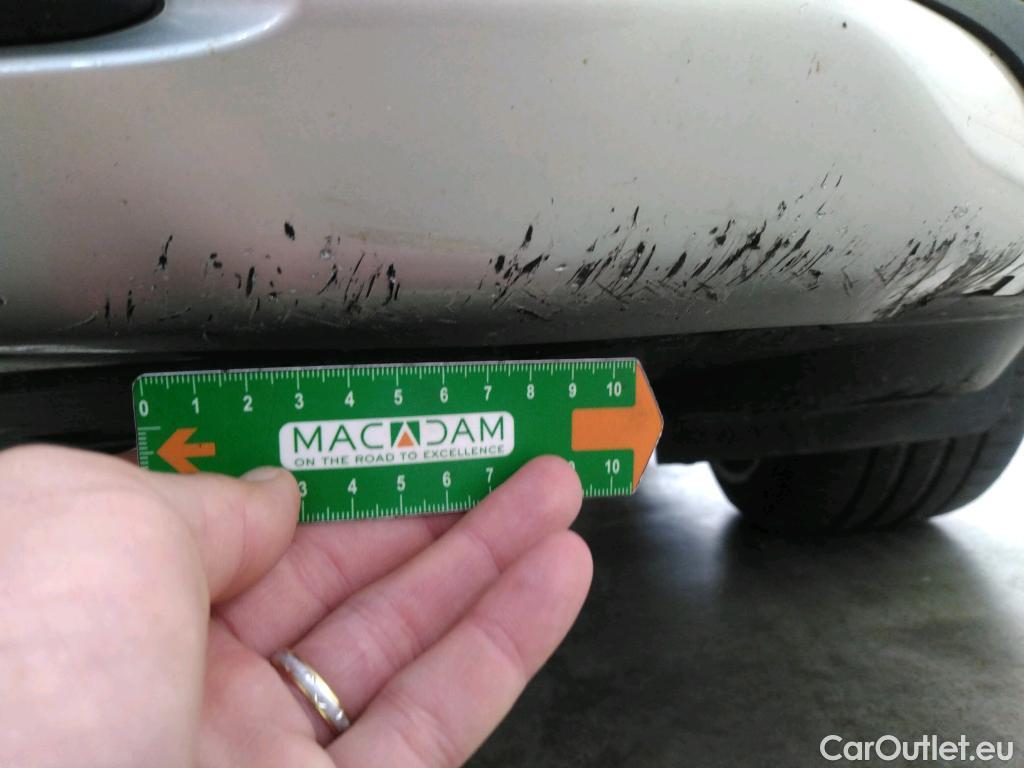 0 1 2 3 4 5 6 7 8 9 10
MACADAM
ON THE ROAD TO EXCELLENCE
3 4 5 6 7 10
CarOutlet.eu